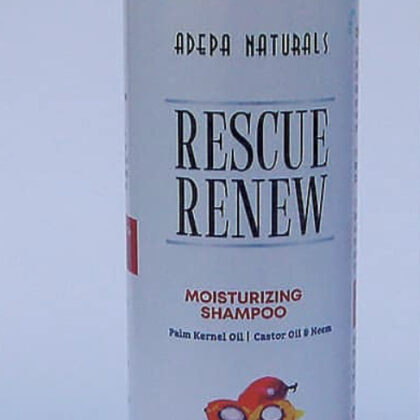 ADEPA NATURALS
RESCUE
RENEW
MOISTURIZING
SHAMPOO
Palm Kernel Oil | Castor Oil & Neem